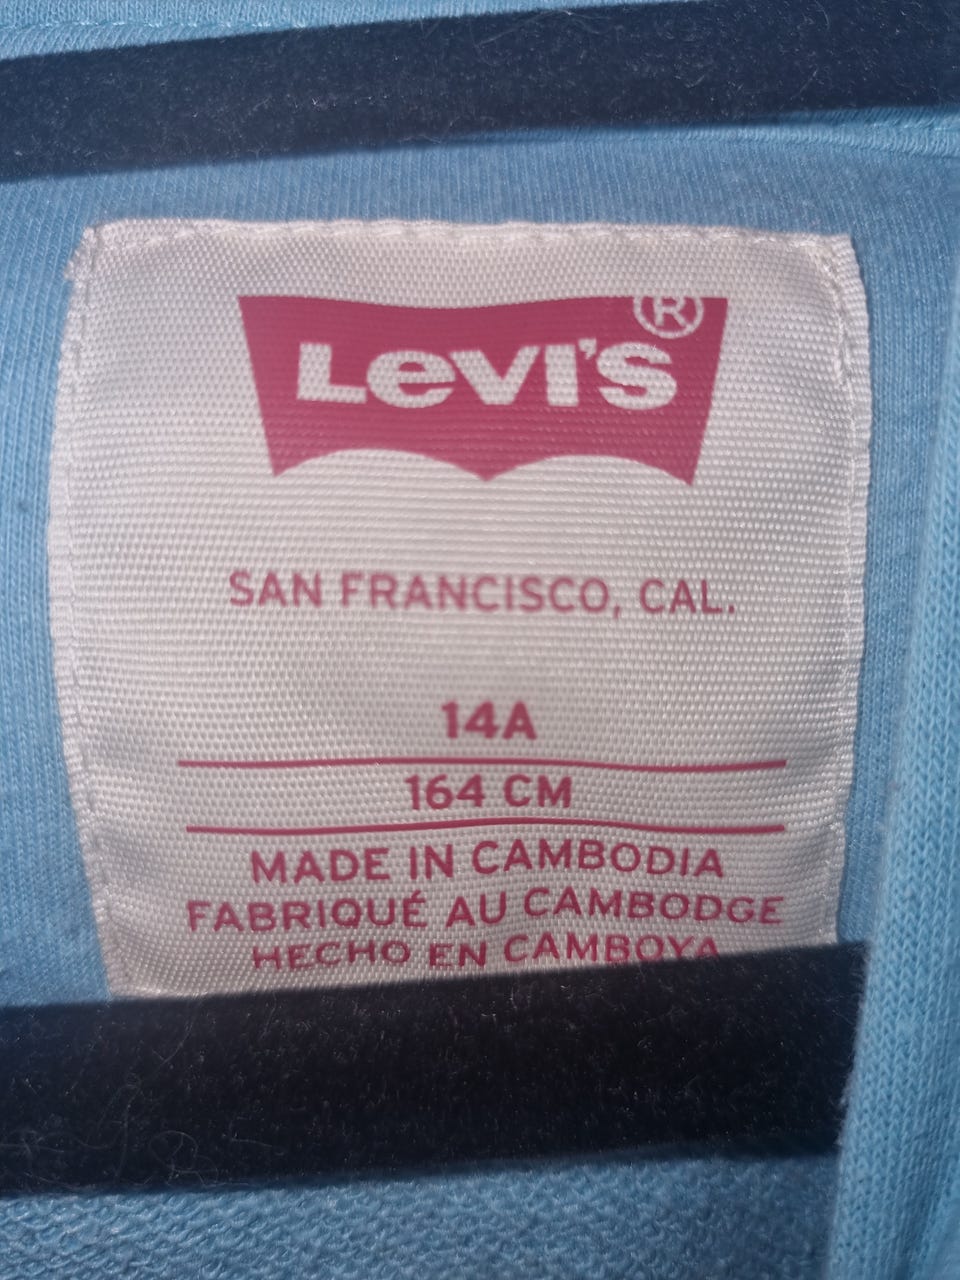 Levi's®
SAN FRANCISCO, CAL.
14A
164 CM
MADE IN CAMBODIA
FABRIQUÉ AU CAMBODGE
HECHO EN CAMBOYA